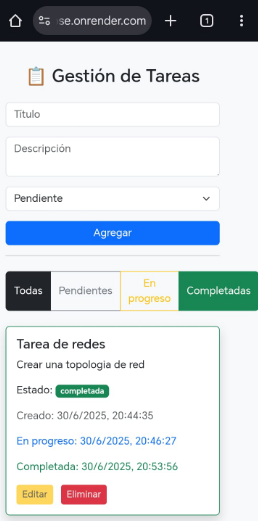 se.onrender.com
1
📋 Gestión de Tareas
Título
Descripción
Pendiente
Agregar
Todas
Pendientes
En
progreso
Completadas
Tarea de redes
Crear una topologia de red
Estado: completada
Creado: 30/6/2025, 20:44:35
En progreso: 30/6/2025, 20:46:27
Completada: 30/6/2025, 20:53:56
Editar
Eliminar